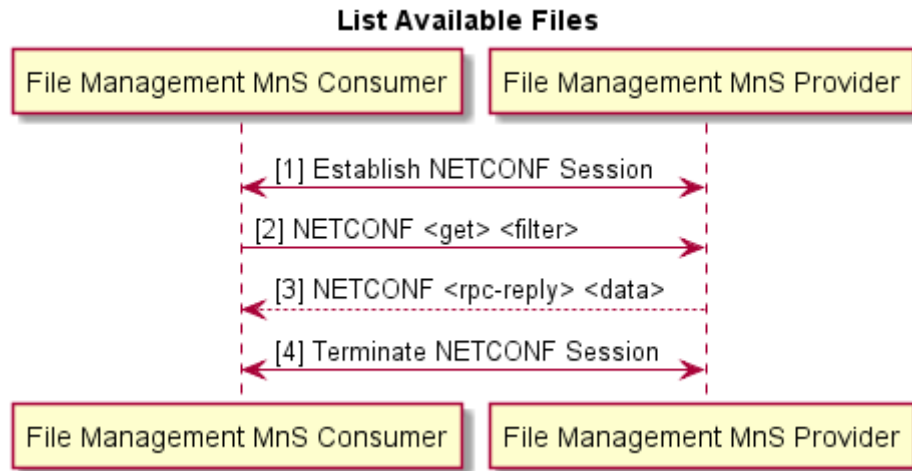 List Available Files
File Management MnS Consumer
File Management MnS Provider
[1] Establish NETCONF Session
[2] NETCONF <get> <filter>
[3] NETCONF <rpc-reply> <data>
[4] Terminate NETCONF Session
File Management MnS Consumer
File Management MnS Provider